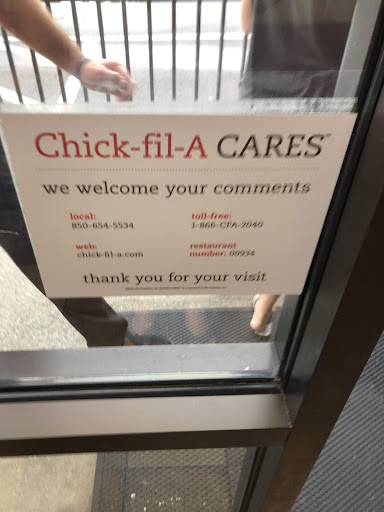 Chick-fil-A CARES™
we welcome your comments
local: toll-free:
850-654-5534 1-866-CFA-2040
web: restaurant
chick-fil-a.com number: 00934
thank you for your visit